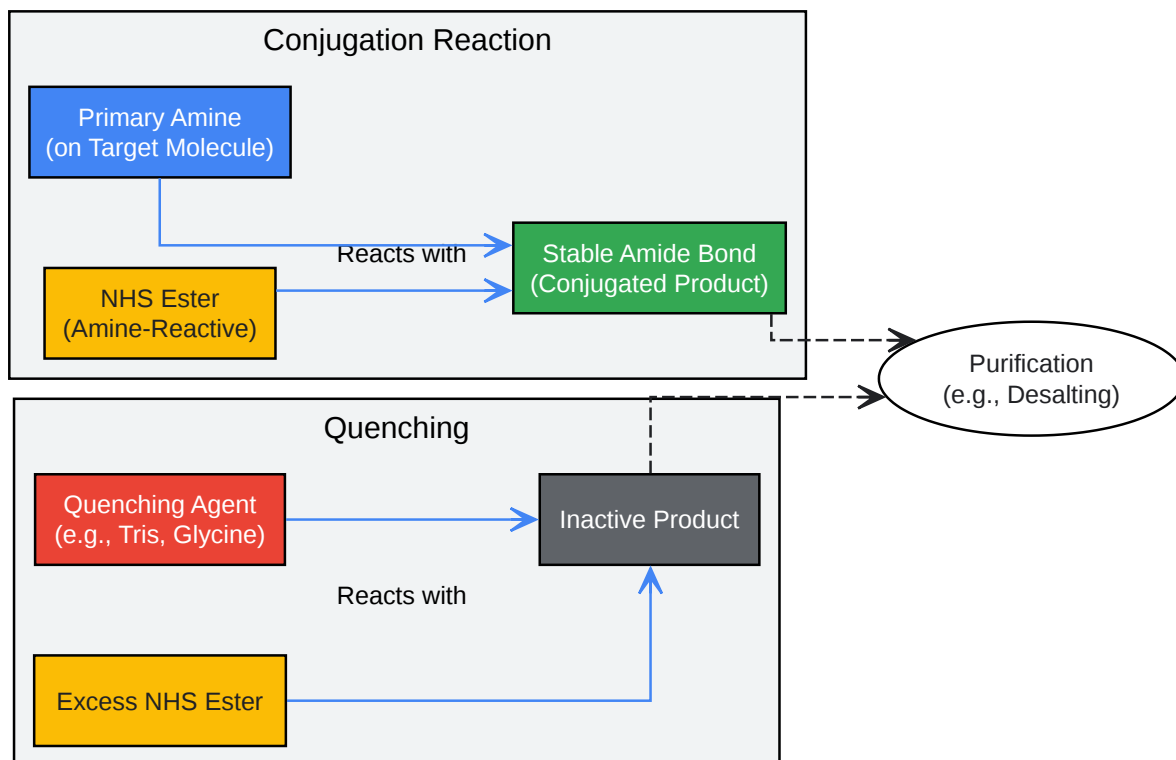 Conjugation Reaction
Primary Amine
(on Target Molecule)
Reacts with
Stable Amide Bond
(Conjugated Product)
NHS Ester
(Amine-Reactive)
Purification
(e.g., Desalting)
Quenching
Quenching Agent
(e.g., Tris, Glycine)
Inactive Product
Reacts with
Excess NHS Ester